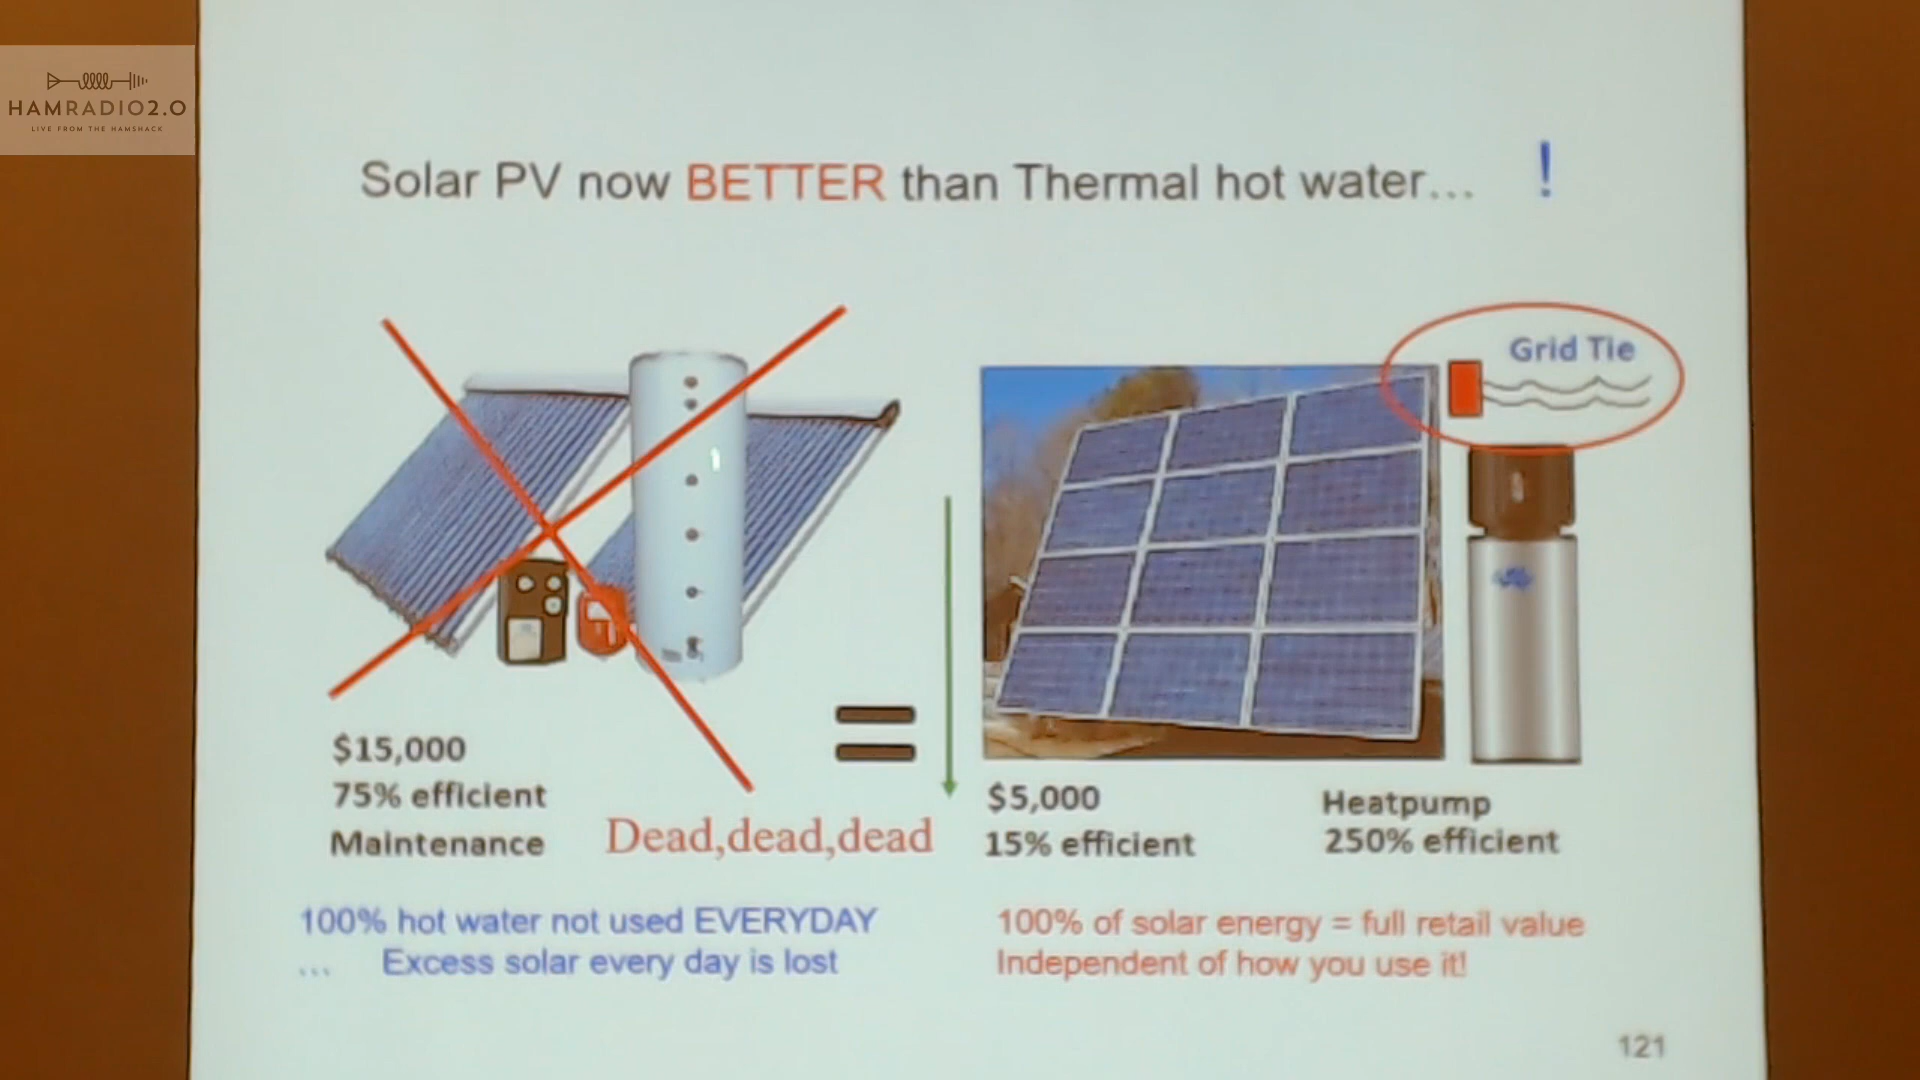 HAMRADIO2.0
LIVE FROM THE HAMSHACK
Solar PV now BETTER than Thermal hot water... !
Grid Tie
$15,000
75% efficient
Maintenance
Dead,dead,dead
$5,000
15% efficient
Heatpump
250% efficient
100% hot water not used EVERYDAY
... Excess solar every day is lost
100% of solar energy = full retail value
Independent of how you use it!
121